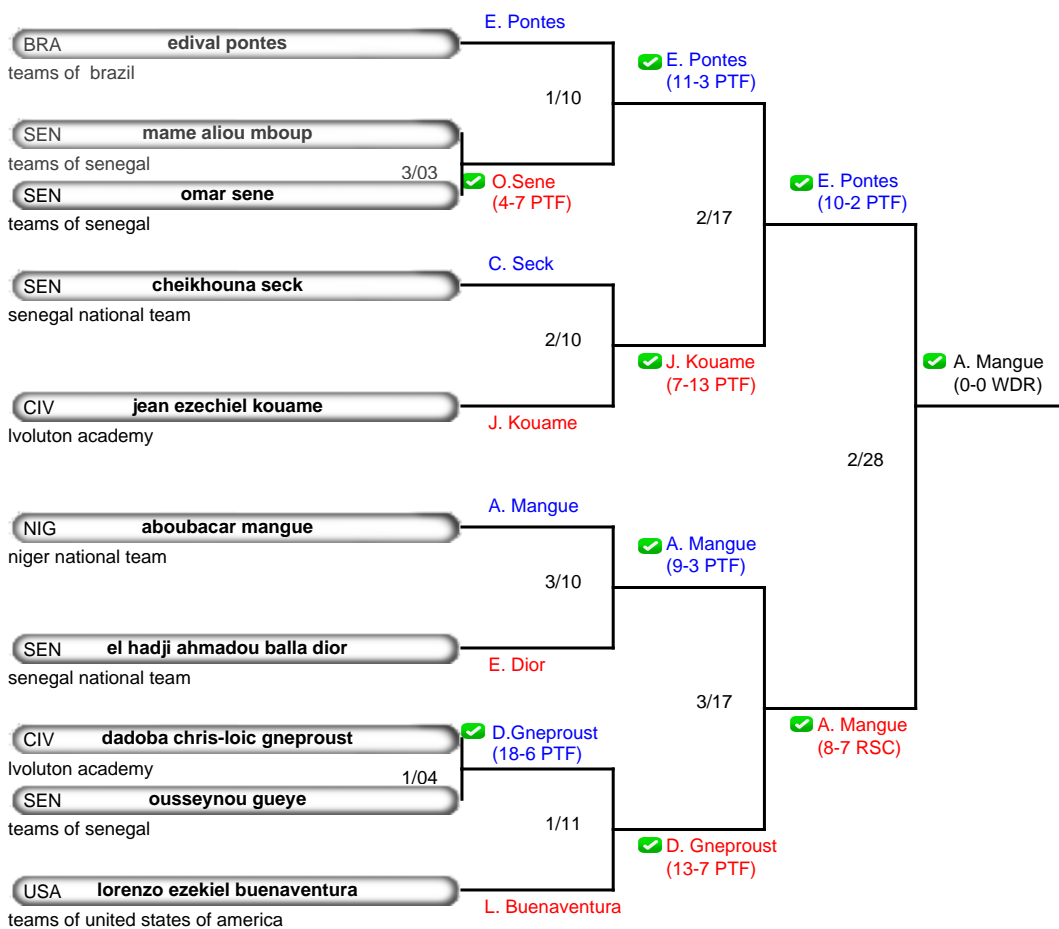 E. Pontes
BRA edival pontes
teams of  brazil
E. Pontes
(11-3 PTF)
1/10
SEN mame aliou mboup
teams of senegal
3/03
SEN omar sene
teams of senegal
O.Sene
(4-7 PTF)
E. Pontes
(10-2 PTF)
2/17
C. Seck
SEN cheikhouna seck
senegal national team
2/10
J. Kouame
(7-13 PTF)
CIV jean ezechiel kouame
lvoluton academy
J. Kouame
A. Mangue
(0-0 WDR)
2/28
A. Mangue
NIG aboubacar mangue
niger national team
A. Mangue
(9-3 PTF)
3/10
SEN el hadji ahmadou balla dior
senegal national team
E. Dior
3/17
A. Mangue
(8-7 RSC)
CIV dadoba chris-loic gneproust
lvoluton academy
D.Gneproust
(18-6 PTF)
1/04
SEN ousseynou gueye
teams of senegal
1/11
D. Gneproust
(13-7 PTF)
USA lorenzo ezekiel buenaventura
teams of united states of america
L. Buenaventura